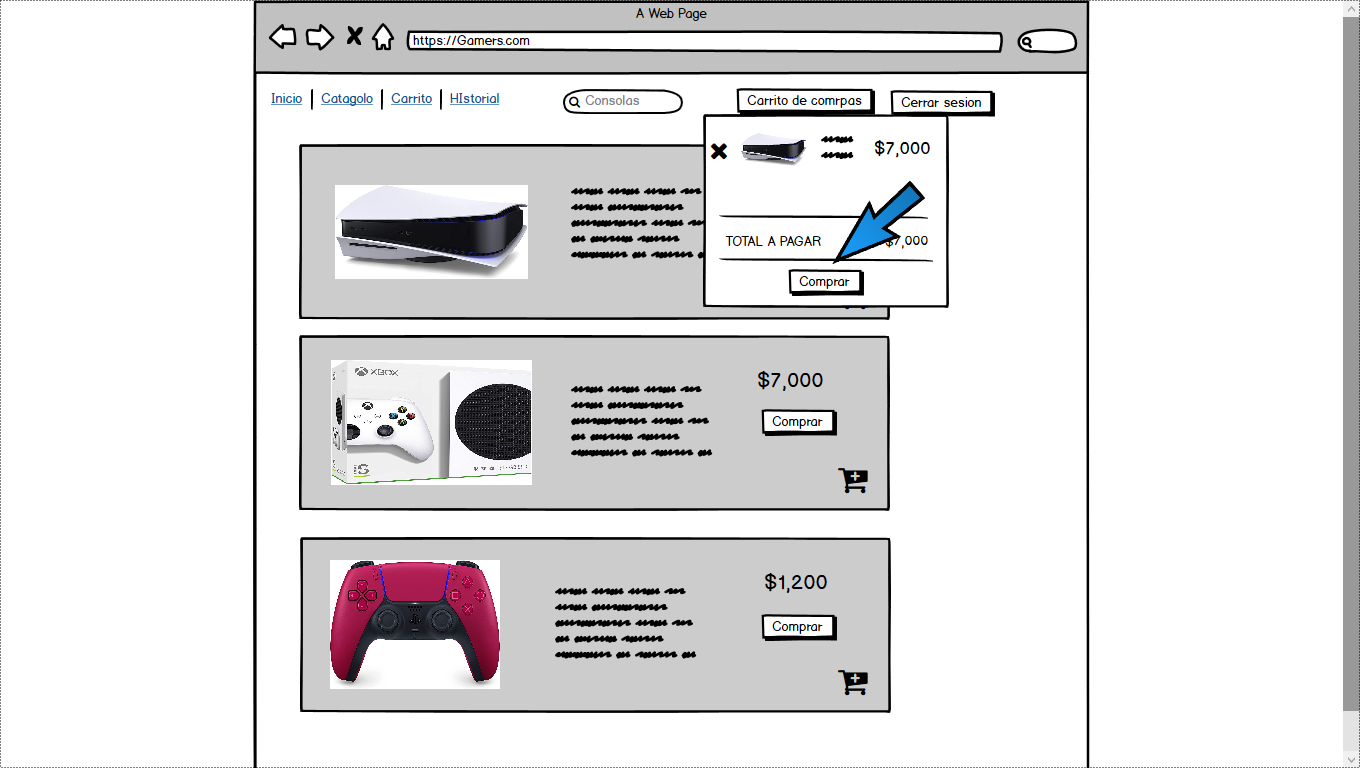 A Web Page
https://Gamers.com
Inicio Catagolo Carrito HIstorial
Consolas
Carrito de comrpas
Cerrar sesion
$7,000
TOTAL A PAGAR $7,000
Comprar
XBOX
$7,000
Comprar
$1,200
Comprar